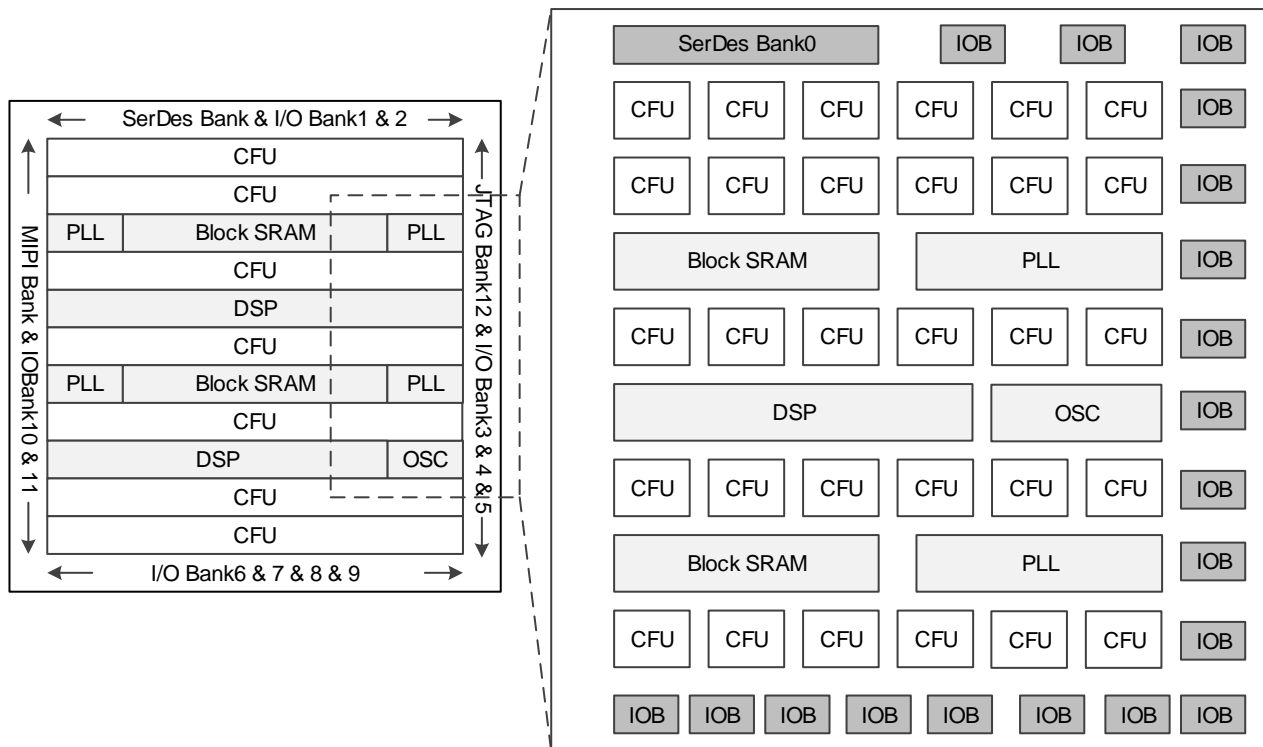 SerDes Bank & I/O Bank1 & 2
CFU
CFU
PLL Block SRAM PLL
CFU
DSP
CFU
PLL Block SRAM PLL
CFU
DSP OSC
CFU
CFU
I/O Bank6 & 7 & 8 & 9
MIPI Bank & IOBank10 & 11
JTAG Bank12 & I/O Bank3 & 4 & 5
SerDes Bank0 IOB IOB IOB
CFU CFU CFU CFU CFU CFU IOB
CFU CFU CFU CFU CFU CFU IOB
Block SRAM PLL IOB
CFU CFU CFU CFU CFU CFU IOB
DSP OSC IOB
CFU CFU CFU CFU CFU CFU IOB
Block SRAM PLL IOB
CFU CFU CFU CFU CFU CFU IOB
IOB IOB IOB IOB IOB IOB IOB IOB